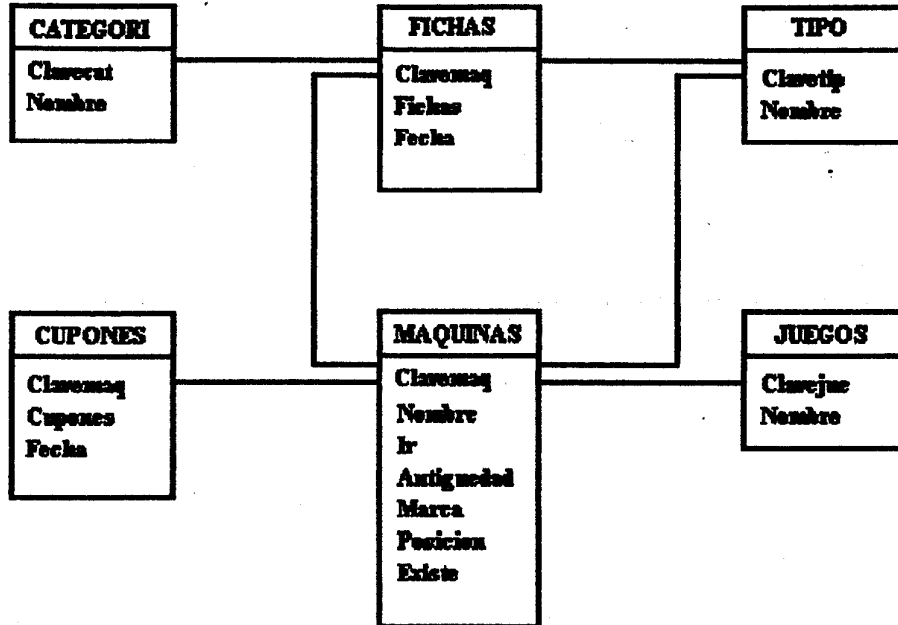 CATEGORI
Clavecat
Nombre
FICHAS
Clavemaq
Fichas
Fecha
TIPO
Clavetip
Nombre
CUPONES
Clavemaq
Cupones
Fecha
MAQUINAS
Clavemaq
Nombre
Ir
Antiguedad
Marca
Posicion
Existe
JUEGOS
Clavejue
Nombre